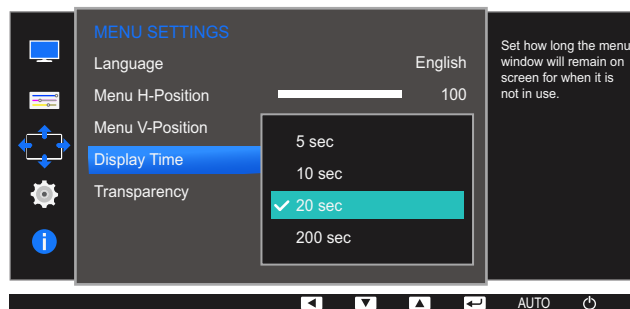 MENU SETTINGS
Language English
Menu H-Position 100
Menu V-Position
Display Time
Transparency
5 sec
10 sec
20 sec
200 sec
Set how long the menu
window will remain on
screen for when it is
not in use.
AUTO